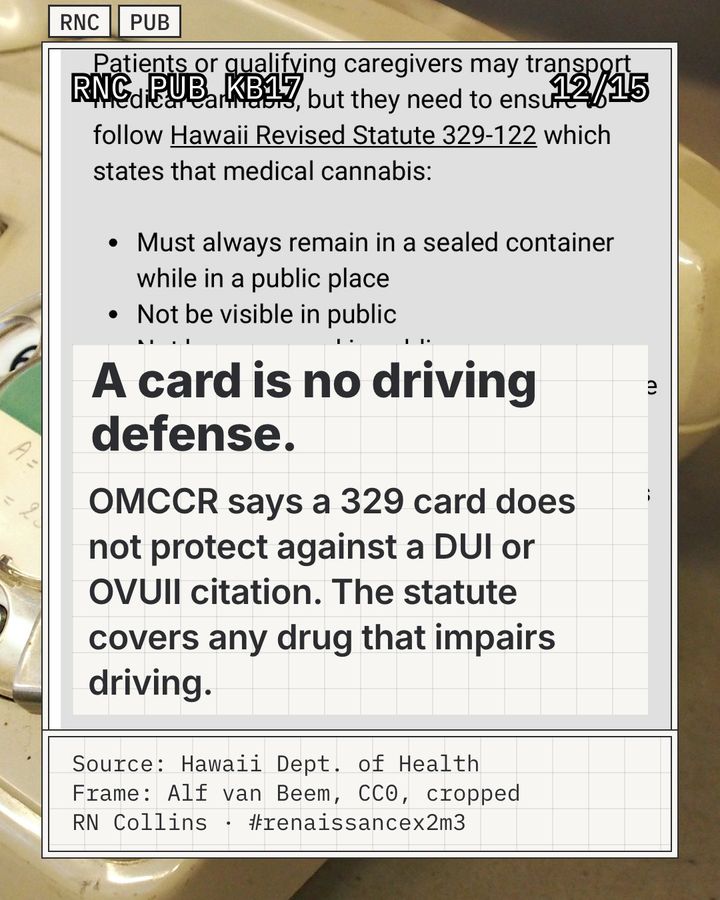 RNC PUB
Patients or qualifying caregivers may transport
RNC PUB KB17 12/15
medical cannabis, but they need to ensure to
follow Hawaii Revised Statute 329-122 which
states that medical cannabis:
• Must always remain in a sealed container
while in a public place
• Not be visible in public
A card is no driving
defense.
OMCCR says a 329 card does
not protect against a DUI or
OVUII citation. The statute
covers any drug that impairs
driving.
Source: Hawaii Dept. of Health
Frame: Alf van Beem, CC0, cropped
RN Collins · #renaissancex2m3